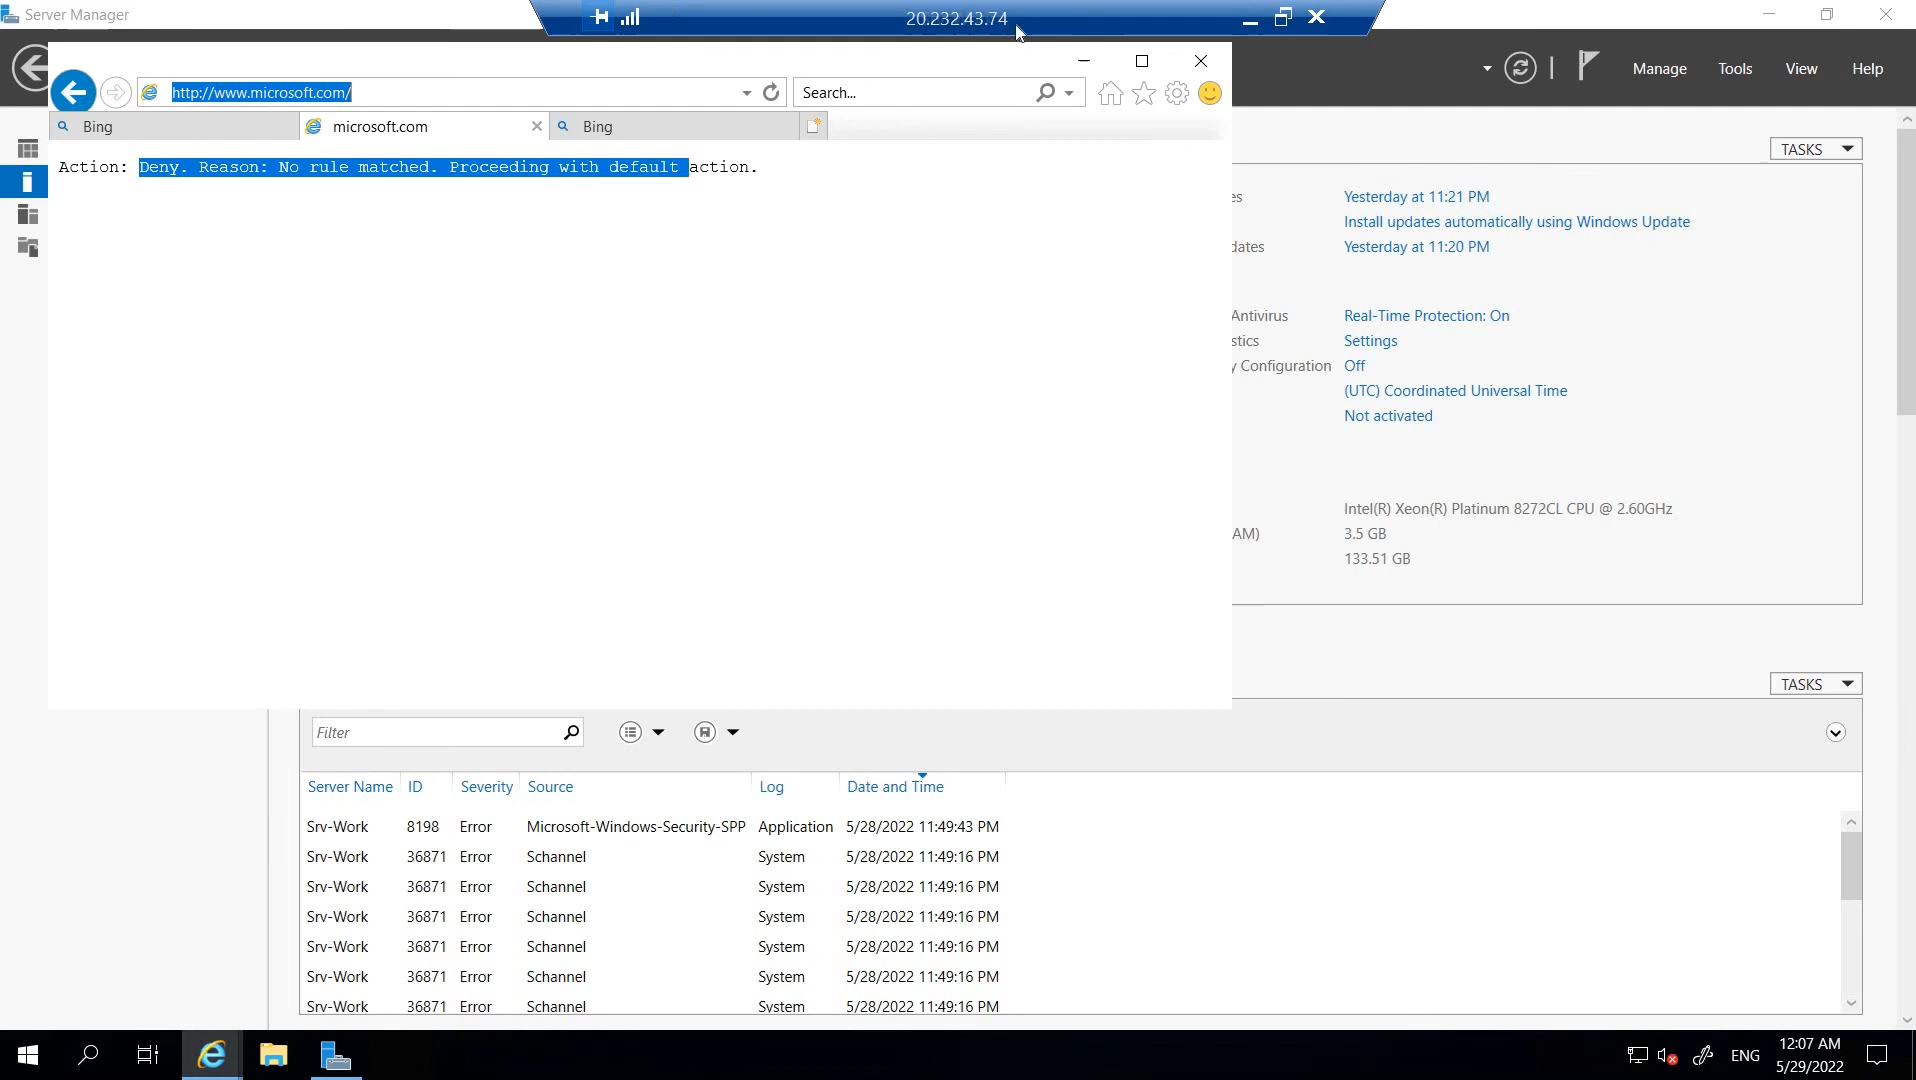 Server Manager
20.232.43.74
Manage
Tools
View
Help
http://www.microsoft.com/
Search...
Bing
microsoft.com
Bing
Action: Deny. Reason: No rule matched. Proceeding with default action.
TASKS
es
Yesterday at 11:21 PM
Install updates automatically using Windows Update
dates
Yesterday at 11:20 PM
Antivirus
Real-Time Protection: On
stics
Settings
y Configuration
Off
(UTC) Coordinated Universal Time
Not activated
Intel(R) Xeon(R) Platinum 8272CL CPU @ 2.60GHz
AM)
3.5 GB
133.51 GB
TASKS
Filter
Server Name ID Severity Source Log Date and Time
Srv-Work 8198 Error Microsoft-Windows-Security-SPP Application 5/28/2022 11:49:43 PM
Srv-Work 36871 Error Schannel System 5/28/2022 11:49:16 PM
Srv-Work 36871 Error Schannel System 5/28/2022 11:49:16 PM
Srv-Work 36871 Error Schannel System 5/28/2022 11:49:16 PM
Srv-Work 36871 Error Schannel System 5/28/2022 11:49:16 PM
Srv-Work 36871 Error Schannel System 5/28/2022 11:49:16 PM
Srv-Work 36871 Error Schannel System 5/28/2022 11:49:16 PM
ENG
12:07 AM
5/29/2022